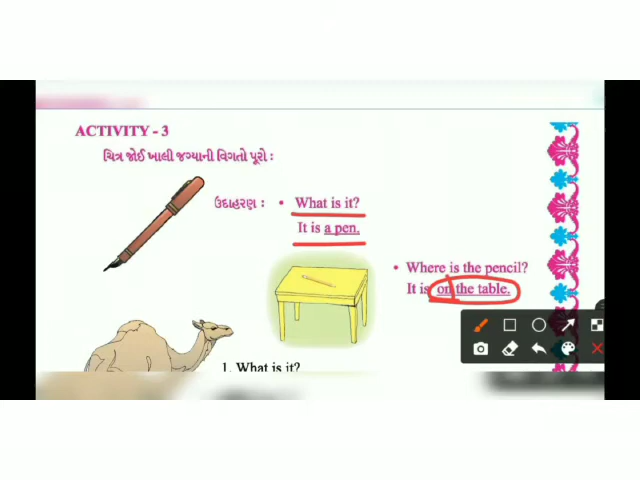 ACTIVITY - 3
ચિત્ર જોઈ ખાલી જગ્યાની વિગતો પૂરો :
ઉદાહરણ : • What is it?
It is a pen.
• Where is the pencil?
It is on the table.
1. What is it?